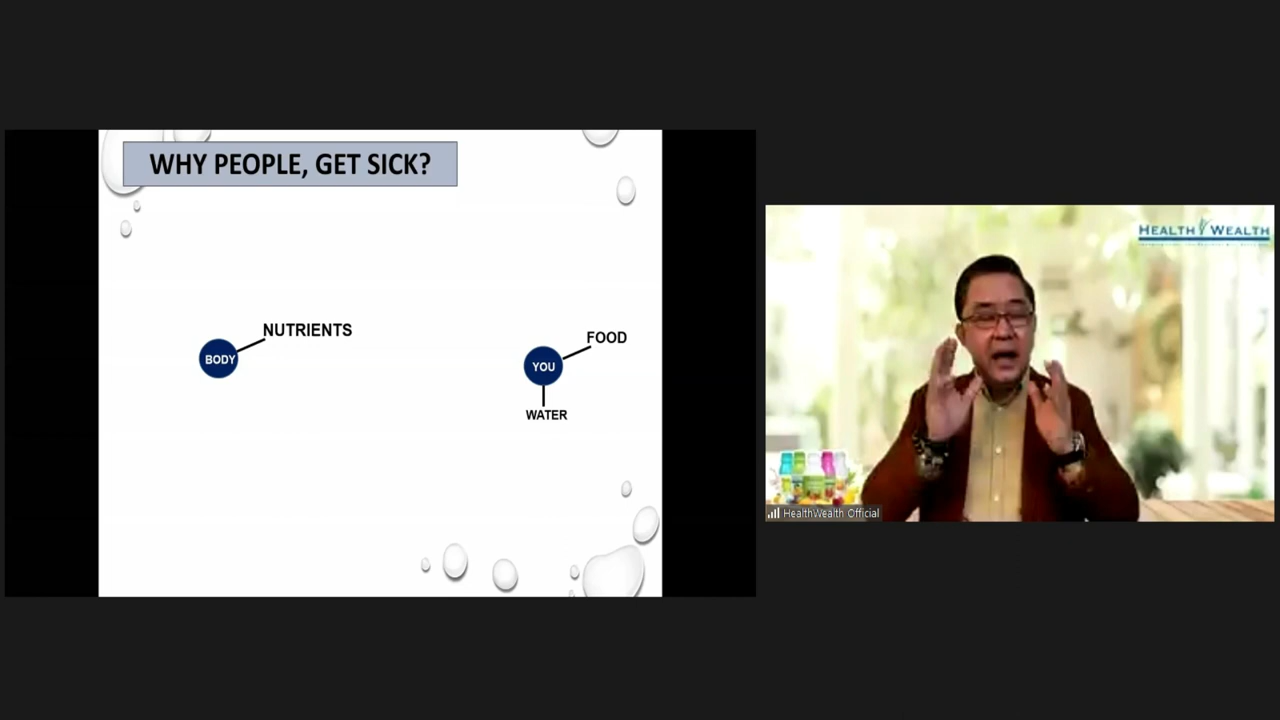 WHY PEOPLE, GET SICK?
BODY
NUTRIENTS
YOU
FOOD
WATER
HEALTH WEALTH
HealthWealth Official